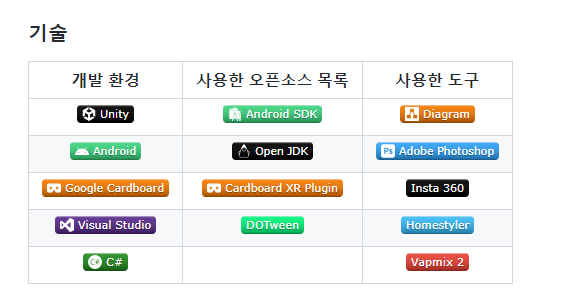 기술
개발 환경 사용한 오픈소스 목록 사용한 도구
Unity Android SDK Diagram
Android Open JDK Adobe Photoshop
Google Cardboard Cardboard XR Plugin Insta 360
Visual Studio DOTween Homestyler
C# Vapmix 2